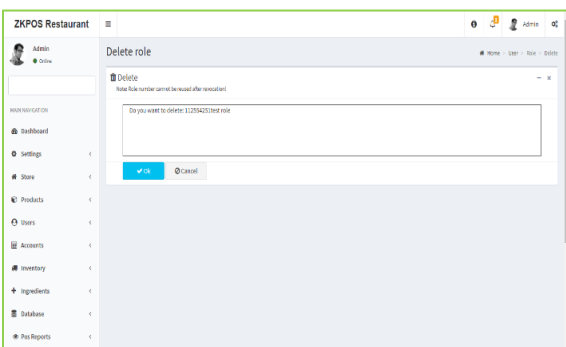 ZKPOS Restaurant
Admin
Admin
Online
Delete role
Home > User > Role > Delete
Delete
Note: Role number cannot be reused after revocation!
Do you want to delete: 112554251test role
Ok
Cancel
MAIN NAVIGATION
Dashboard
Settings
Store
Products
Users
Accounts
Inventory
Ingredients
Database
Pos Reports